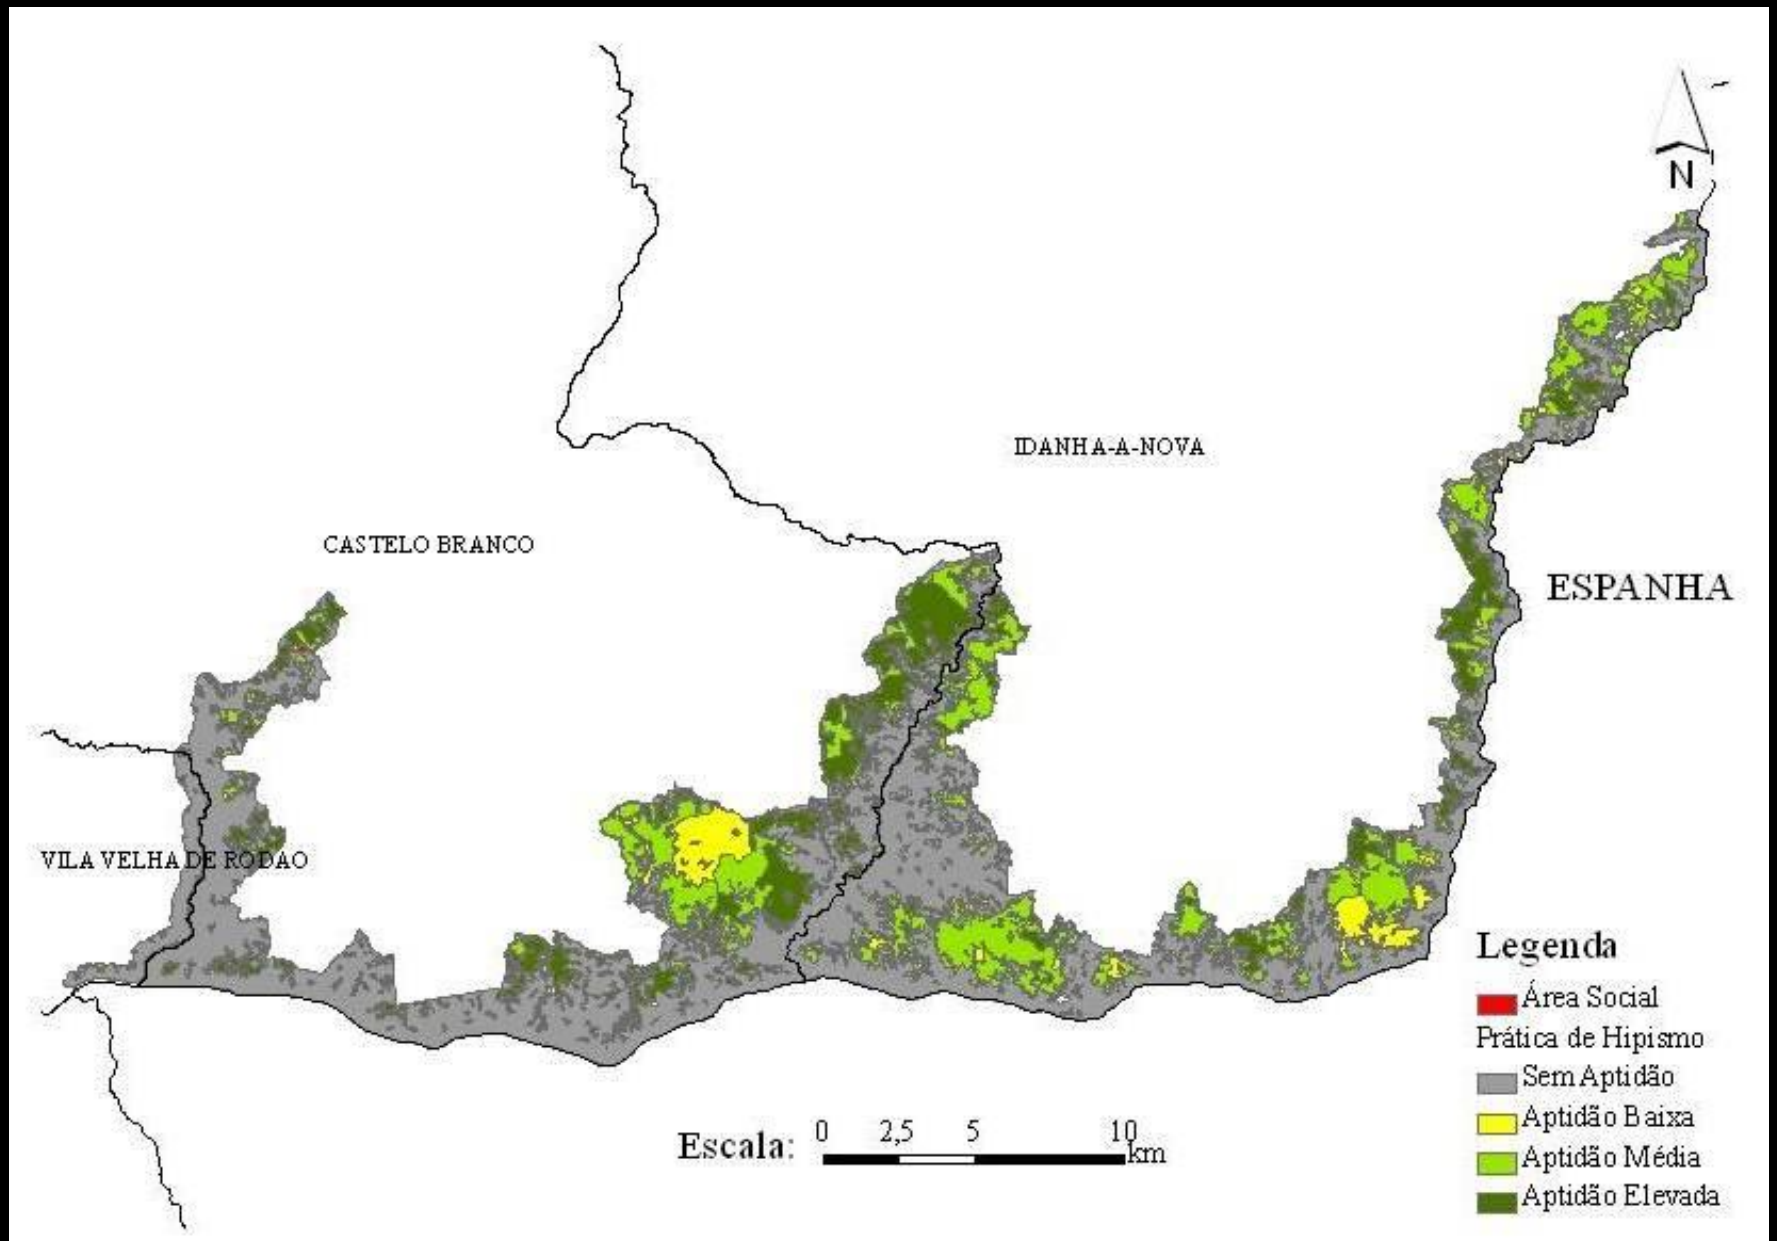 N
IDANHA-A-NOVA
CASTELO BRANCO
ESPANHA
VILA VELHA DE RODAO
Legenda
Área Social
Prática de Hipismo
Sem Aptidão
Aptidão Baixa
Aptidão Média
Aptidão Elevada
Escala: 0 2,5 5 10 km